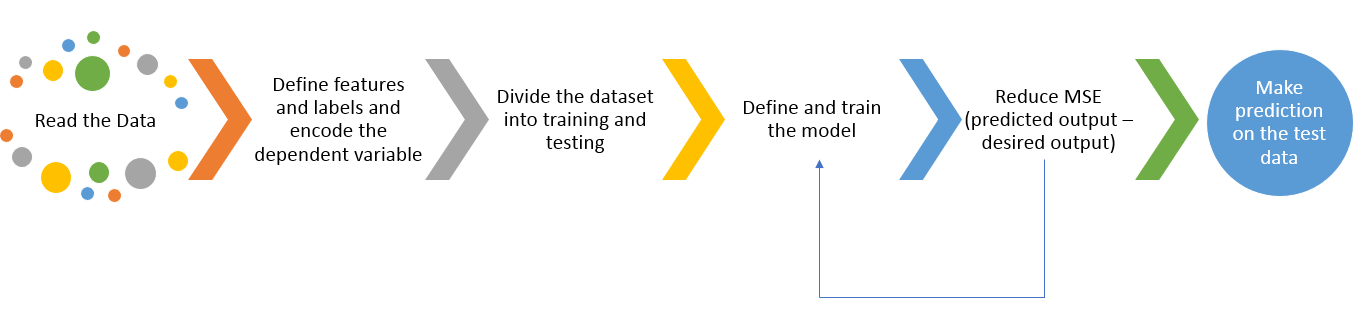 Read the Data
Define features
and labels and
encode the
dependent variable
Divide the dataset
into training and
testing
Define and train
the model
Reduce MSE
(predicted output –
desired output)
Make
prediction
on the test
data